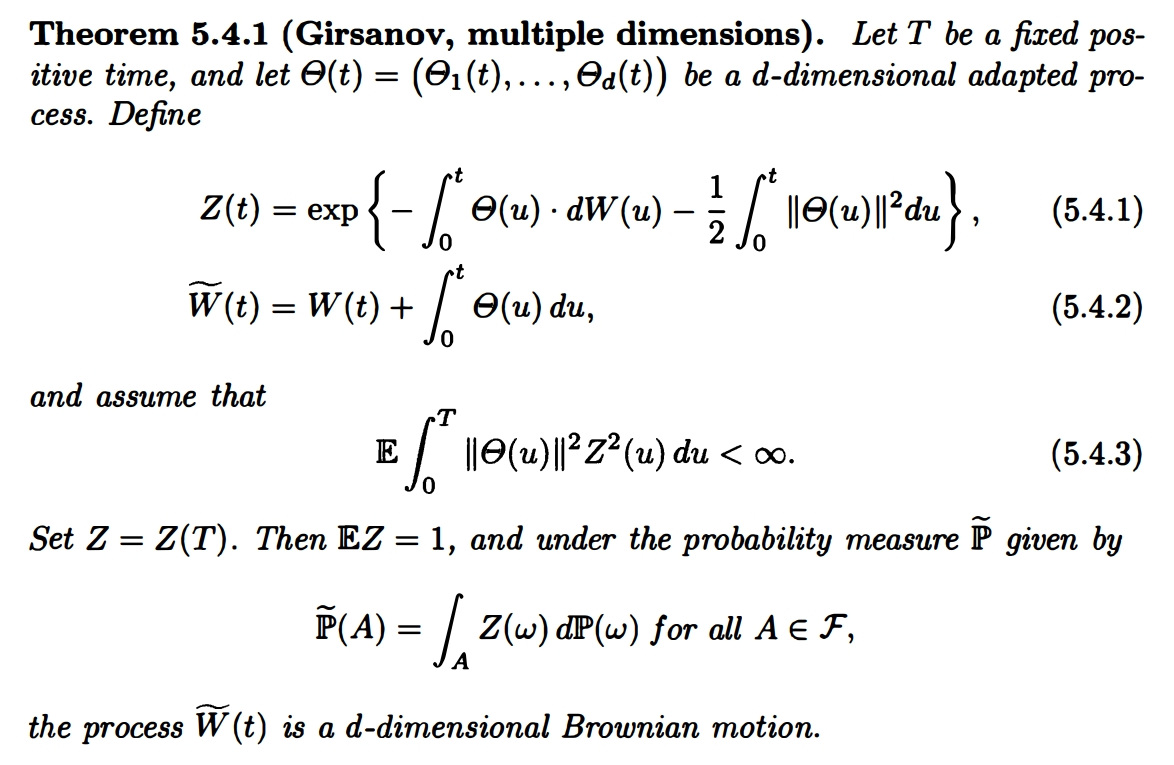 Theorem 5.4.1 (Girsanov, multiple dimensions). Let T be a fixed pos-
itive time, and let Θ(t) = (Θ₁(t), . . . , Θ_d(t)) be a d-dimensional adapted pro-
cess. Define
Z(t) = exp { − ∫₀ᵗ Θ(u) · dW(u) − ½ ∫₀ᵗ ‖Θ(u)‖² du } , (5.4.1)
W̃(t) = W(t) + ∫₀ᵗ Θ(u) du, (5.4.2)
and assume that
𝔼 ∫₀ᵀ ‖Θ(u)‖² Z²(u) du < ∞. (5.4.3)
Set Z = Z(T). Then 𝔼Z = 1, and under the probability measure ℙ̃ given by
ℙ̃(A) = ∫_A Z(ω) dℙ(ω) for all A ∈ ℱ,
the process W̃(t) is a d-dimensional Brownian motion.